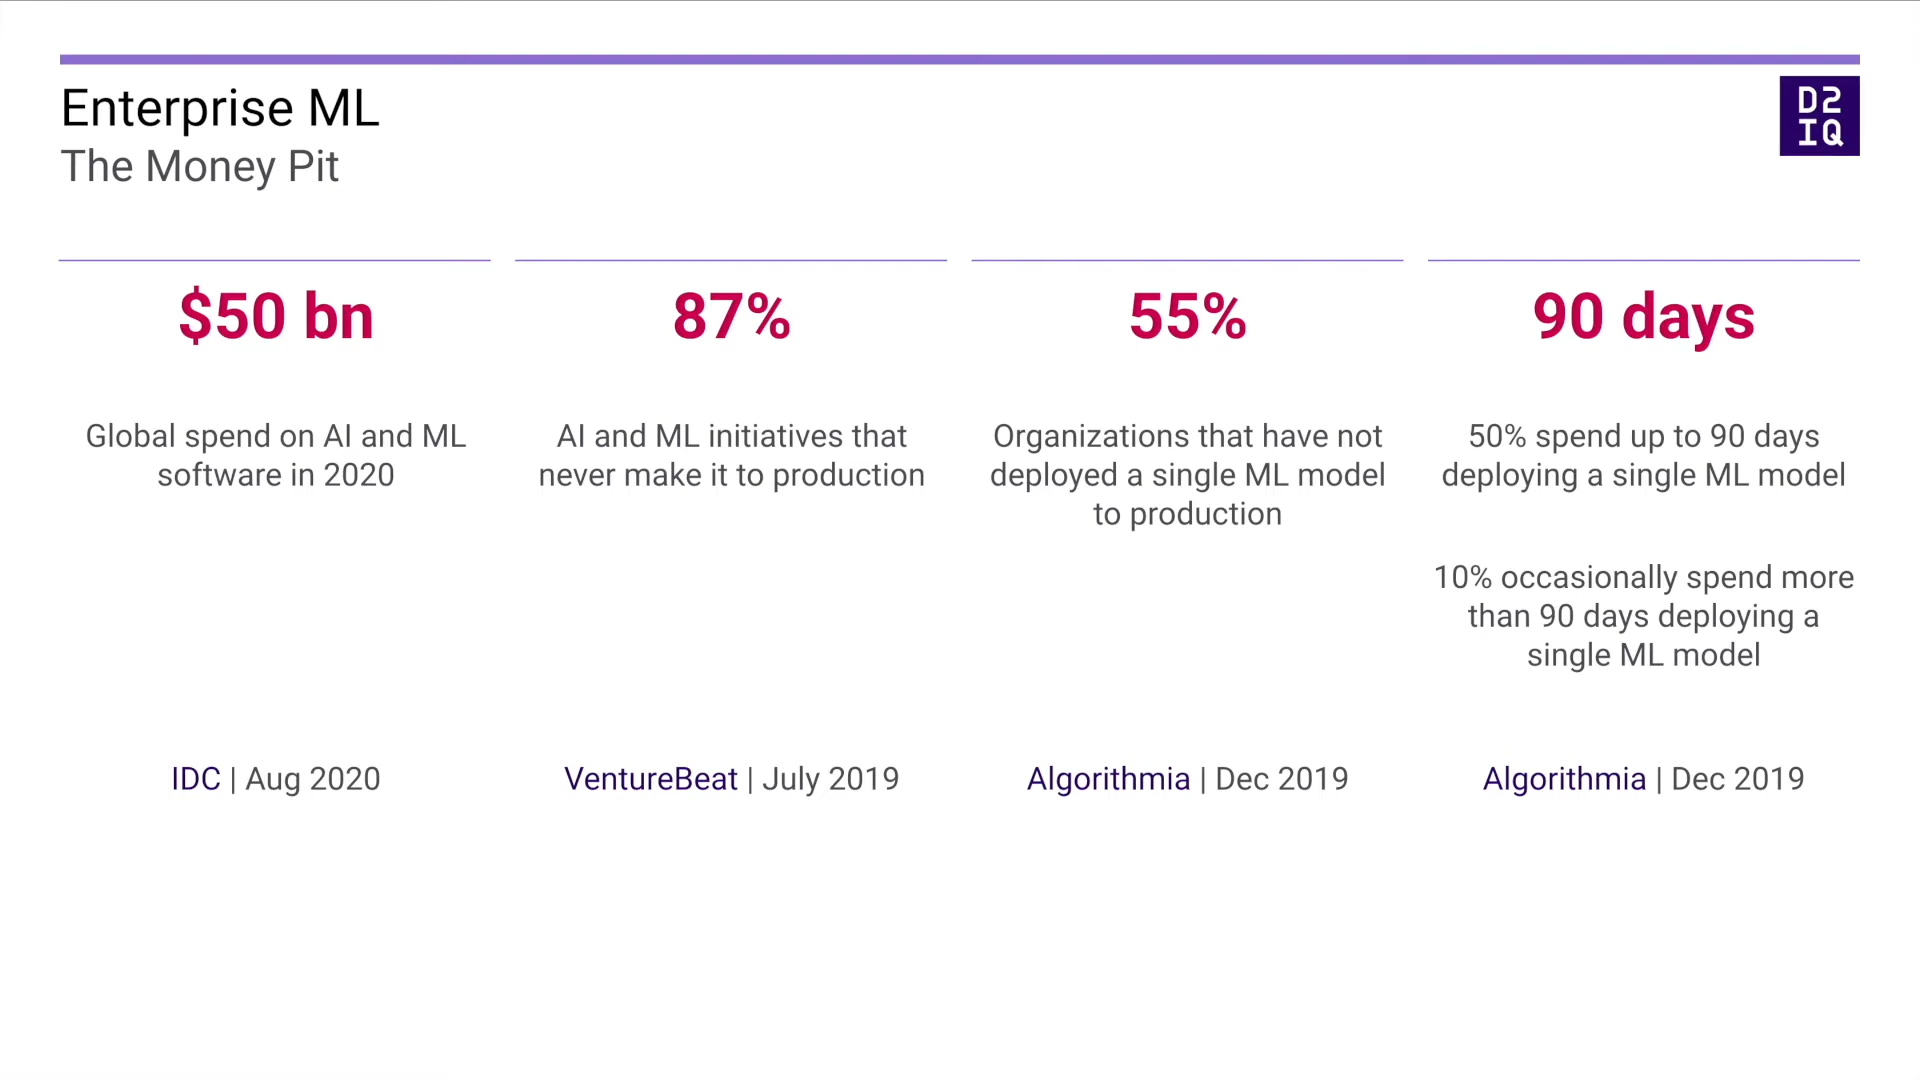 Enterprise ML
The Money Pit
D2
IQ
$50 bn
Global spend on AI and ML
software in 2020
IDC | Aug 2020
87%
AI and ML initiatives that
never make it to production
VentureBeat | July 2019
55%
Organizations that have not
deployed a single ML model
to production
Algorithmia | Dec 2019
90 days
50% spend up to 90 days
deploying a single ML model
10% occasionally spend more
than 90 days deploying a
single ML model
Algorithmia | Dec 2019